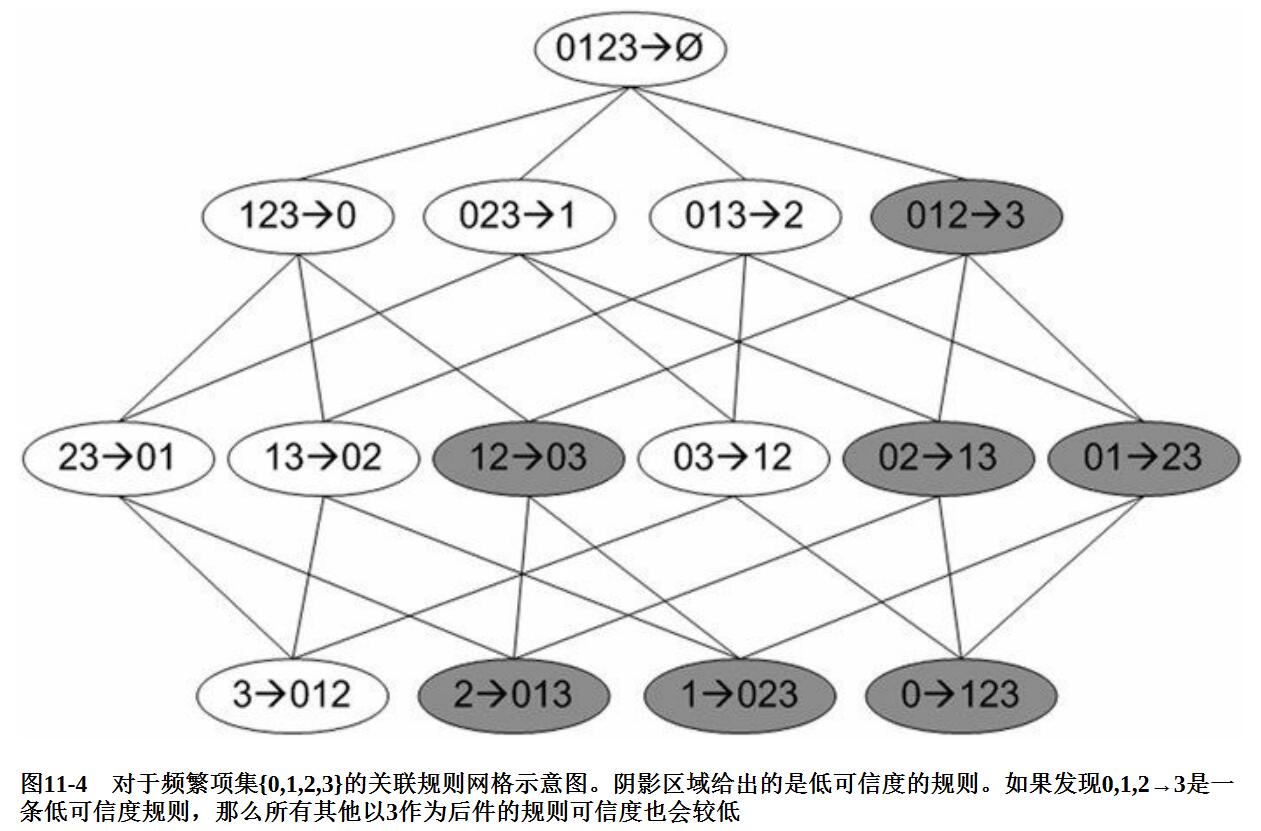 0123→Ø
123→0 023→1 013→2 012→3
23→01 13→02 12→03 03→12 02→13 01→23
3→012 2→013 1→023 0→123
图11-4 对于频繁项集{0,1,2,3}的关联规则网格示意图。阴影区域给出的是低可信度的规则。如果发现0,1,2→3是一
条低可信度规则，那么所有其他以3作为后件的规则可信度也会较低